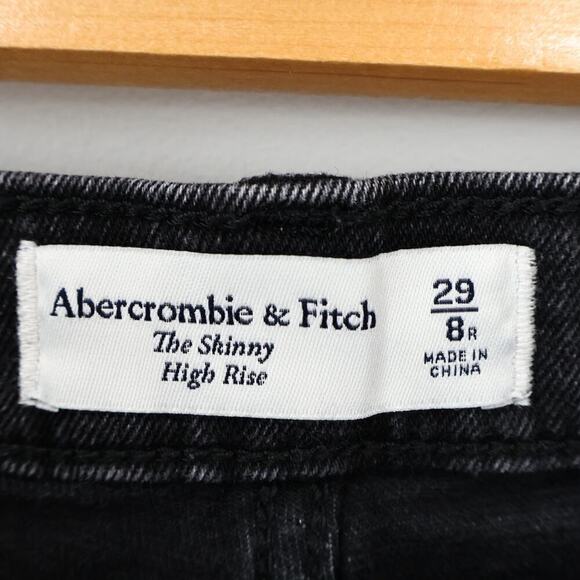 Abercrombie & Fitch
The Skinny
High Rise
29
8R
MADE IN
CHINA